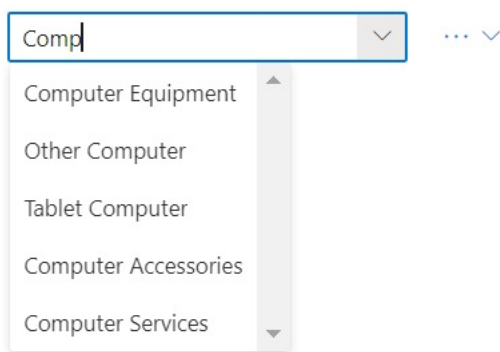 Comp
Computer Equipment
Other Computer
Tablet Computer
Computer Accessories
Computer Services